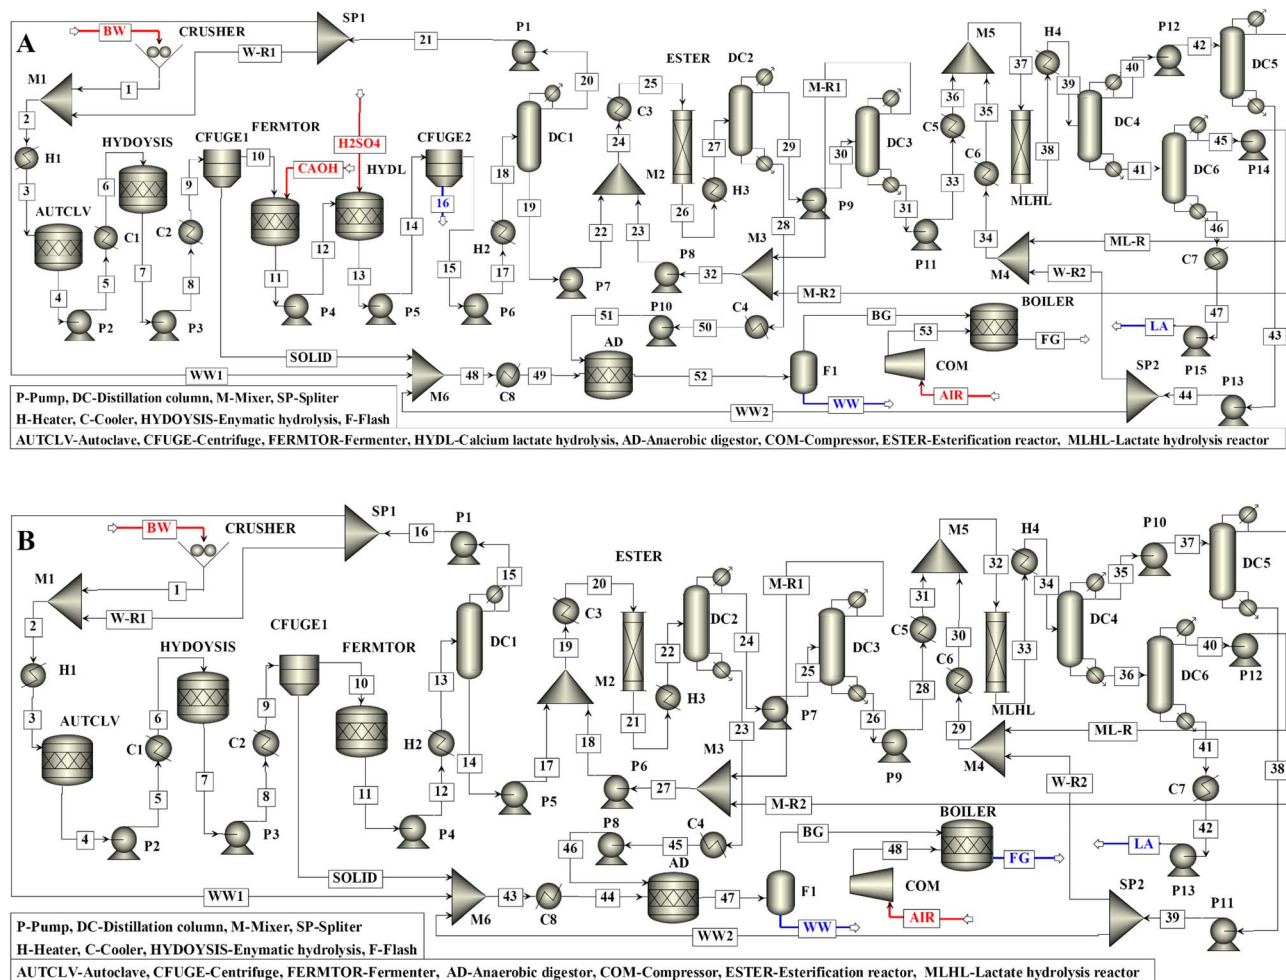 A
BW
CRUSHER
SP1
W-R1
21
P1
20
M1
1
2
H1
3
HYDOYSIS
6
AUTCLV
4
P2
5
C1
7
P3
8
C2
9
CFUGE1
10
FERMTOR
H2SO4
CAOH
HYDL
11
P4
12
13
P5
14
CFUGE2
16
15
P6
17
H2
18
DC1
19
P7
22
23
24
C3
25
ESTER
M2
26
H3
27
DC2
29
28
M-R1
30
P9
DC3
31
P11
33
C5
36
M5
35
C6
34
37
MLHL
38
H4
39
DC4
40
P12
42
DC5
41
DC6
45
P14
46
C7
47
LA
P15
43
ML-R
M4
W-R2
M3
32
P8
M-R2
C4
50
P10
51
AD
BG
BOILER
53
FG
COM
AIR
F1
WW
52
SOLID
WW1
M6
48
C8
49
WW2
SP2
44
P13
P-Pump, DC-Distillation column, M-Mixer, SP-Spliter
H-Heater, C-Cooler, HYDOYSIS-Enymatic hydrolysis, F-Flash
AUTCLV-Autoclave, CFUGE-Centrifuge, FERMTOR-Fermenter, HYDL-Calcium lactate hydrolysis, AD-Anaerobic digestor, COM-Compressor, ESTER-Esterification reactor, MLHL-Lactate hydrolysis reactor
B
BW
CRUSHER
SP1
16
P1
15
M1
1
W-R1
2
H1
3
HYDOYSIS
6
AUTCLV
4
P2
5
C1
7
P3
8
C2
9
CFUGE1
10
FERMTOR
11
P4
12
H2
13
DC1
14
P5
17
18
19
C3
20
ESTER
M2
21
H3
22
DC2
24
23
M-R1
25
P7
DC3
26
P9
28
C5
31
M5
30
C6
29
32
MLHL
33
H4
34
DC4
35
P10
37
DC5
36
DC6
40
P12
41
C7
42
LA
P13
38
ML-R
M4
W-R2
M3
27
P6
M-R2
C4
45
P8
46
AD
BG
BOILER
48
FG
COM
AIR
F1
WW
47
SOLID
WW1
M6
43
C8
44
WW2
SP2
39
P11
P-Pump, DC-Distillation column, M-Mixer, SP-Spliter
H-Heater, C-Cooler, HYDOYSIS-Enymatic hydrolysis, F-Flash
AUTCLV-Autoclave, CFUGE-Centrifuge, FERMTOR-Fermenter, AD-Anaerobic digestor, COM-Compressor, ESTER-Esterification reactor, MLHL-Lactate hydrolysis reactor